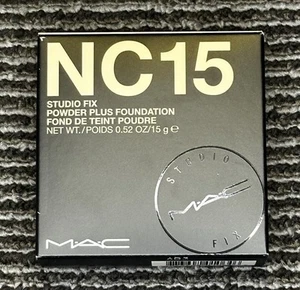 NC15
STUDIO FIX
POWDER PLUS FOUNDATION
FOND DE TEINT POUDRE
NET WT./POIDS 0.52 OZ/15 g ℮
STUDIO
FIX
MAC